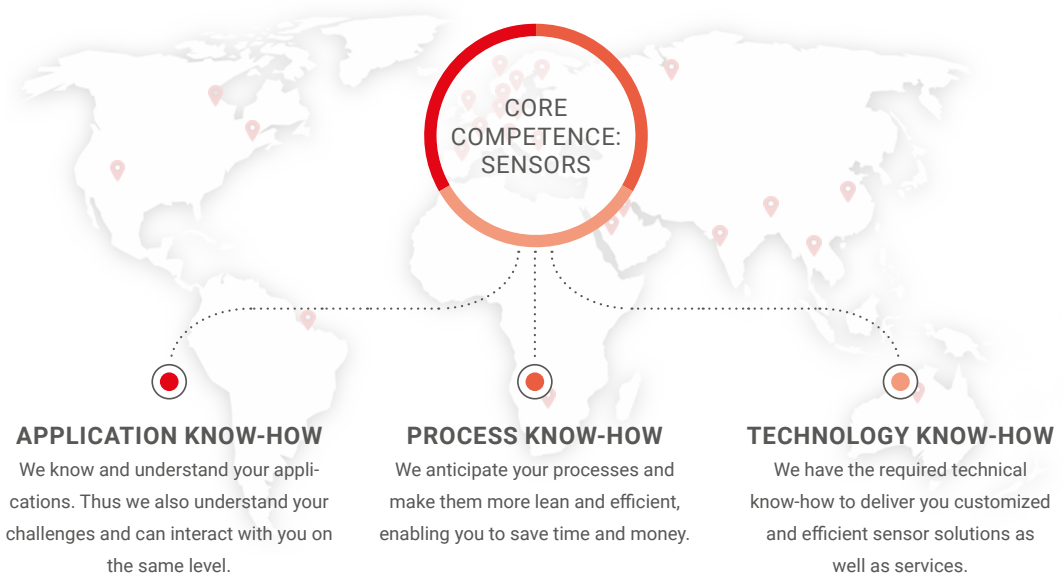 CORE
COMPETENCE:
SENSORS
APPLICATION KNOW-HOW
We know and understand your appli-
cations. Thus we also understand your
challenges and can interact with you on
the same level.
PROCESS KNOW-HOW
We anticipate your processes and
make them more lean and efficient,
enabling you to save time and money.
TECHNOLOGY KNOW-HOW
We have the required technical
know-how to deliver you customized
and efficient sensor solutions as
well as services.